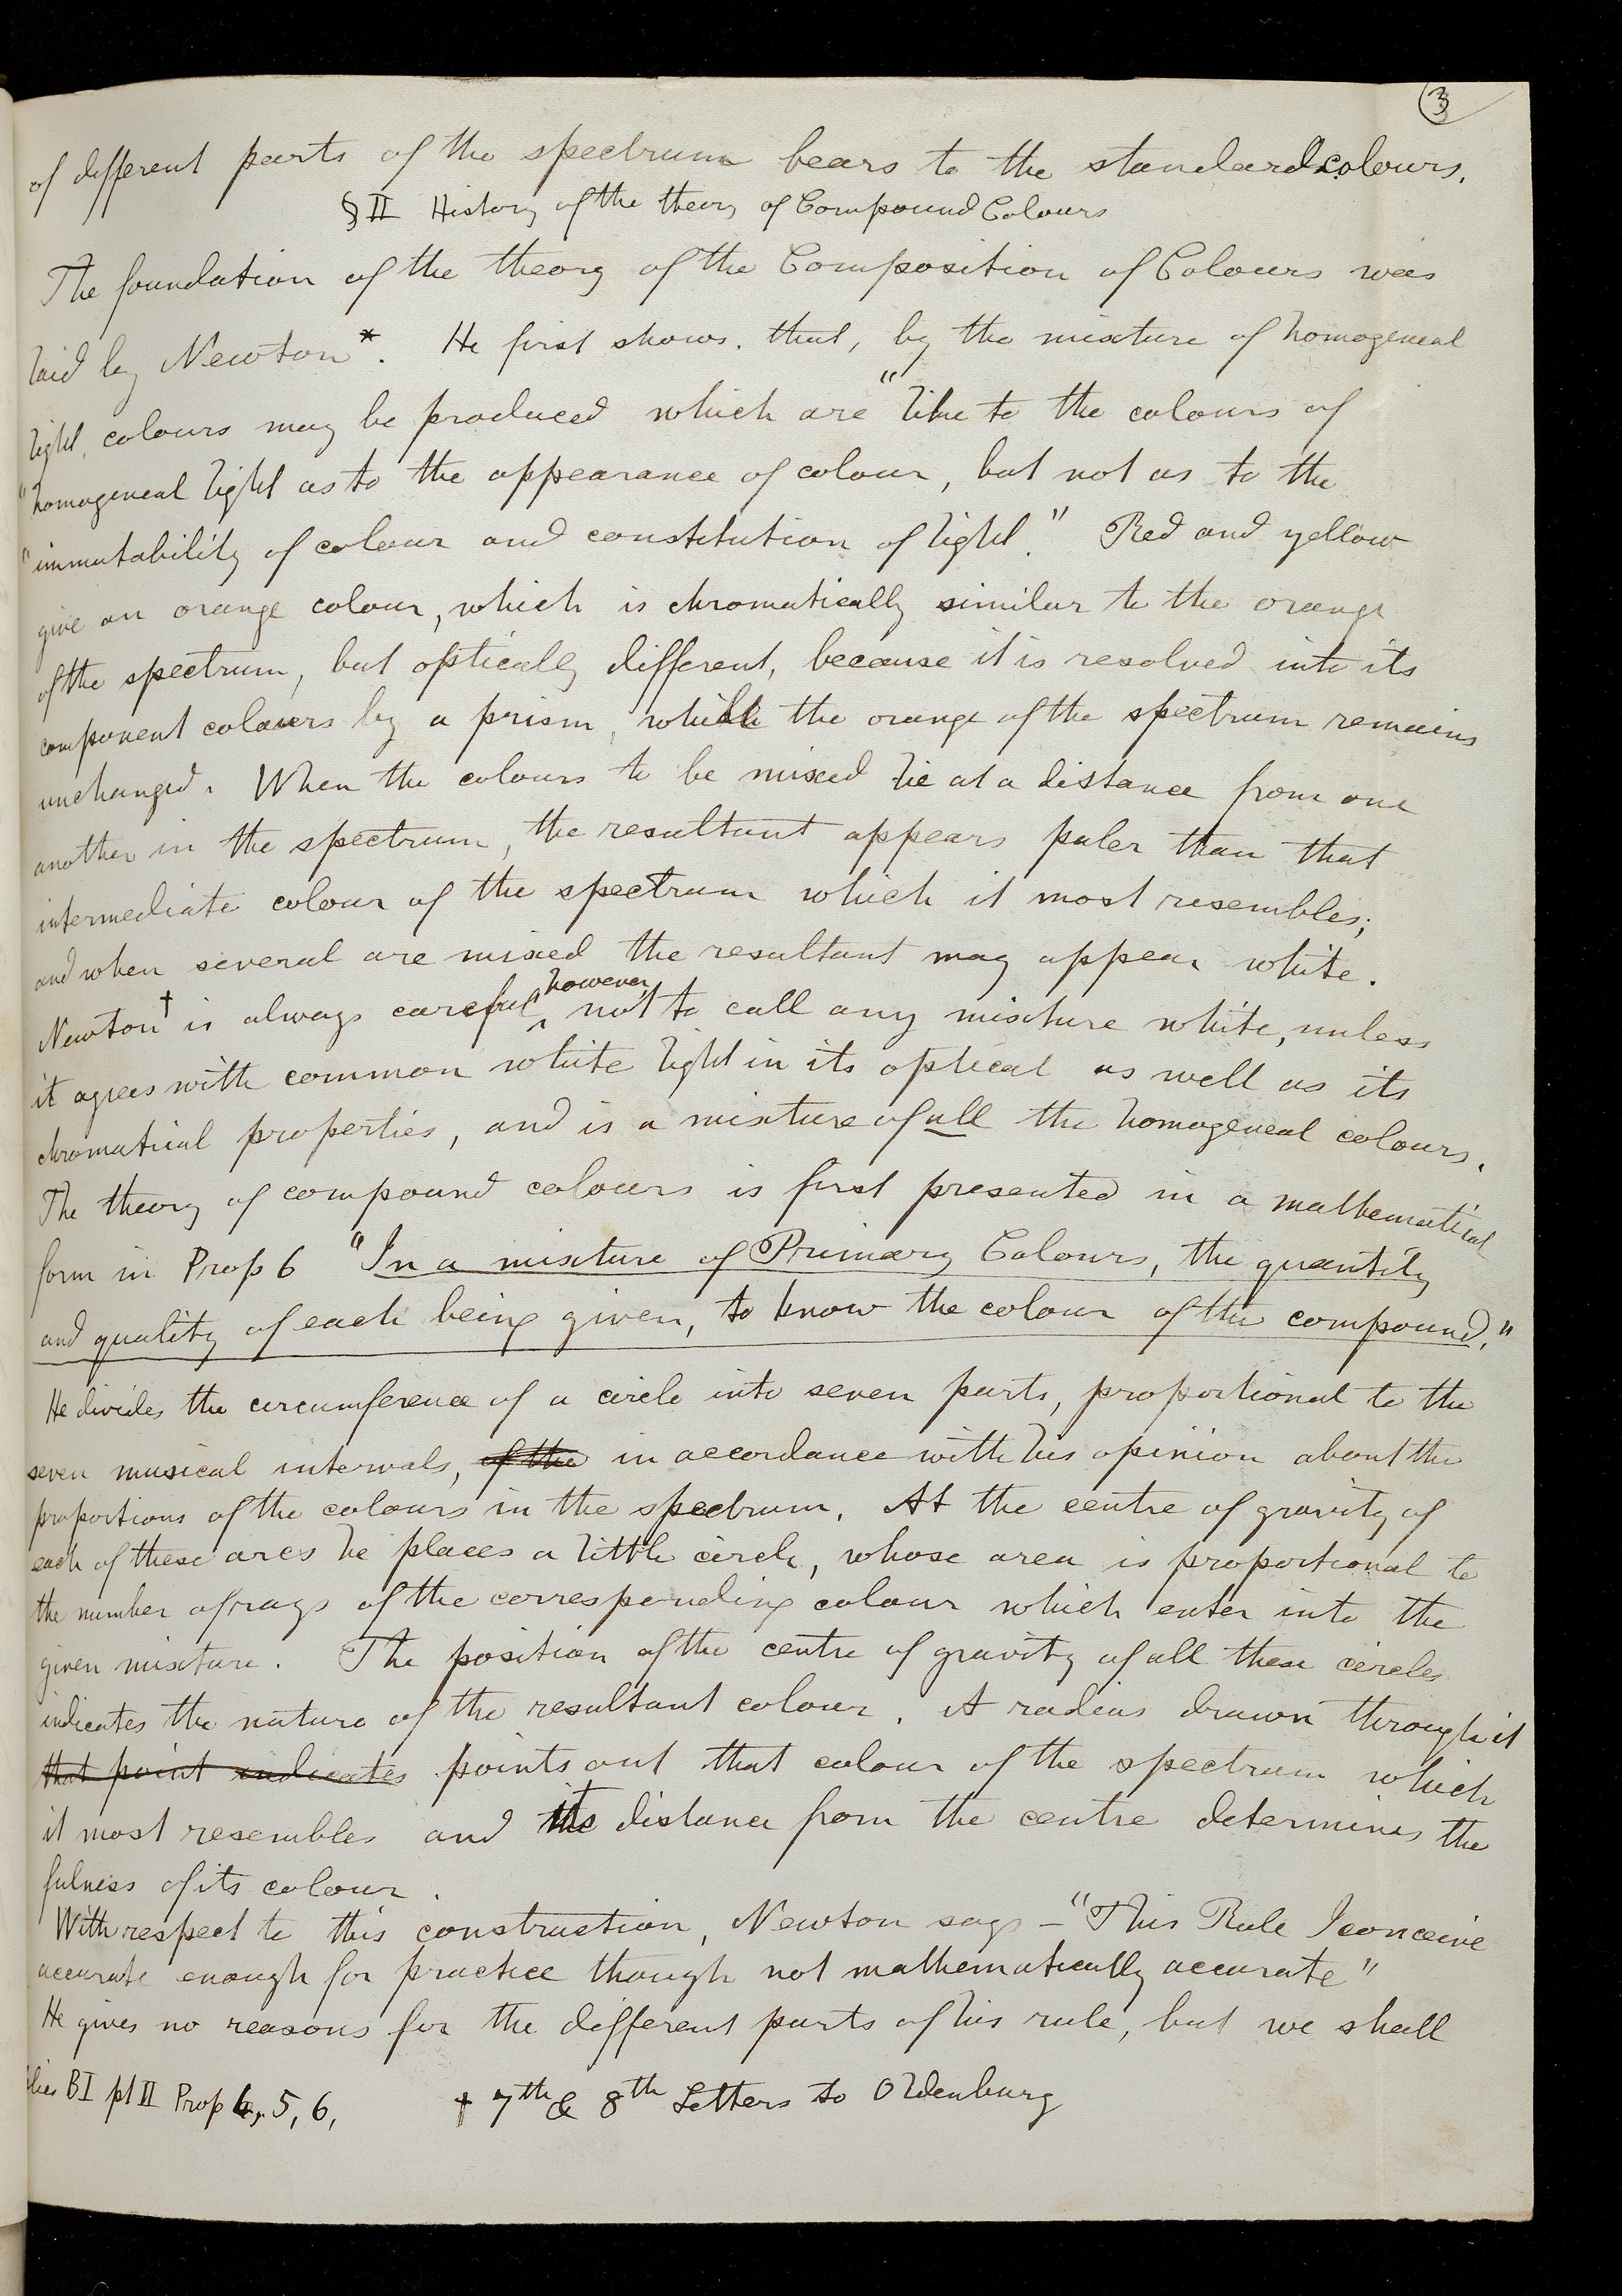 3
of different parts of the spectrum bears to the standard colours.
§ II History of the theory of Compound Colours
The foundation of the theory of the Composition of Colours was
laid by Newton*. He first shows. that, by the mixture of homogeneal
light, colours may be produced which are "like to the colours of
"homogeneal light as to the appearance of colour, but not as to the
"immutability of colour and constitution of light." Red and yellow
give an orange colour, which is chromatically similar to the orange
of the spectrum, but optically different, because it is resolved into its
component colours by a prism, while the orange of the spectrum remains
unchanged. When the colours to be mixed lie at a distance from one
another in the spectrum, the resultant appears paler than that
intermediate colour of the spectrum which it most resembles;
and when several are mixed the resultant may appear white.
Newton† is always careful, however, not to call any mixture white, unless
it agrees with common white light in its optical as well as its
chromatical properties, and is a mixture of all the homogeneal colours.
The theory of compound colours is first presented in a mathematical
form in Prop 6 "In a mixture of Primary Colours, the quantity
and quality of each being given, to know the colour of the compound."
He divides the circumference of a circle into seven parts, proportional to the
seven musical intervals, of the in accordance with his opinion about the
proportions of the colours in the spectrum. At the centre of gravity of
each of these arcs he places a little circle, whose area is proportional to
the number of rays of the corresponding colour which enter into the
given mixture. The position of the centre of gravity of all these circles
indicates the nature of the resultant colour. A radius drawn through it
that point indicates points out that colour of the spectrum which
it most resembles and its distance from the centre determines the
fulness of its colour.
With respect to this construction, Newton says – "This Rule I conceive
accurate enough for practice though not mathematically accurate"
He gives no reasons for the different parts of his rule, but we shall
B I pt II Prop 4, 5, 6,
† 7th & 8th Letters to Oldenburg